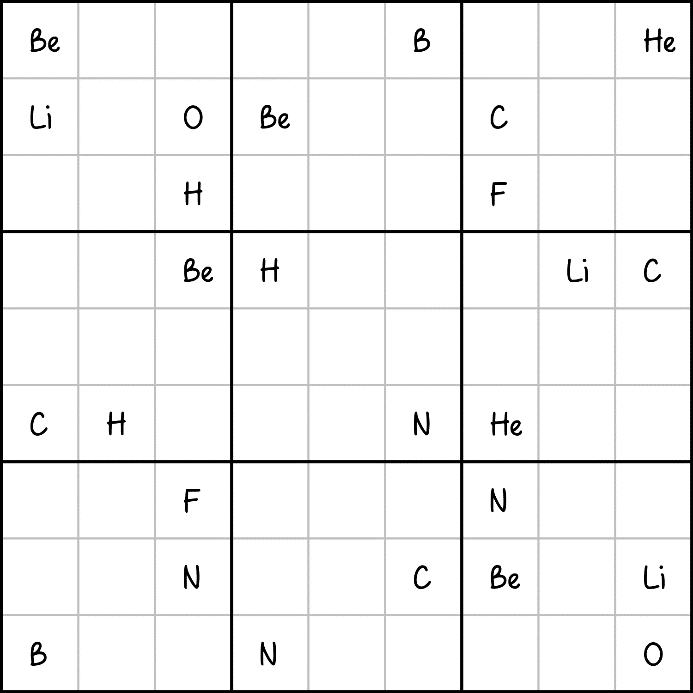 Be B He
Li O Be C
H F
Be H Li C
C H N He
F N
N C Be Li
B N O